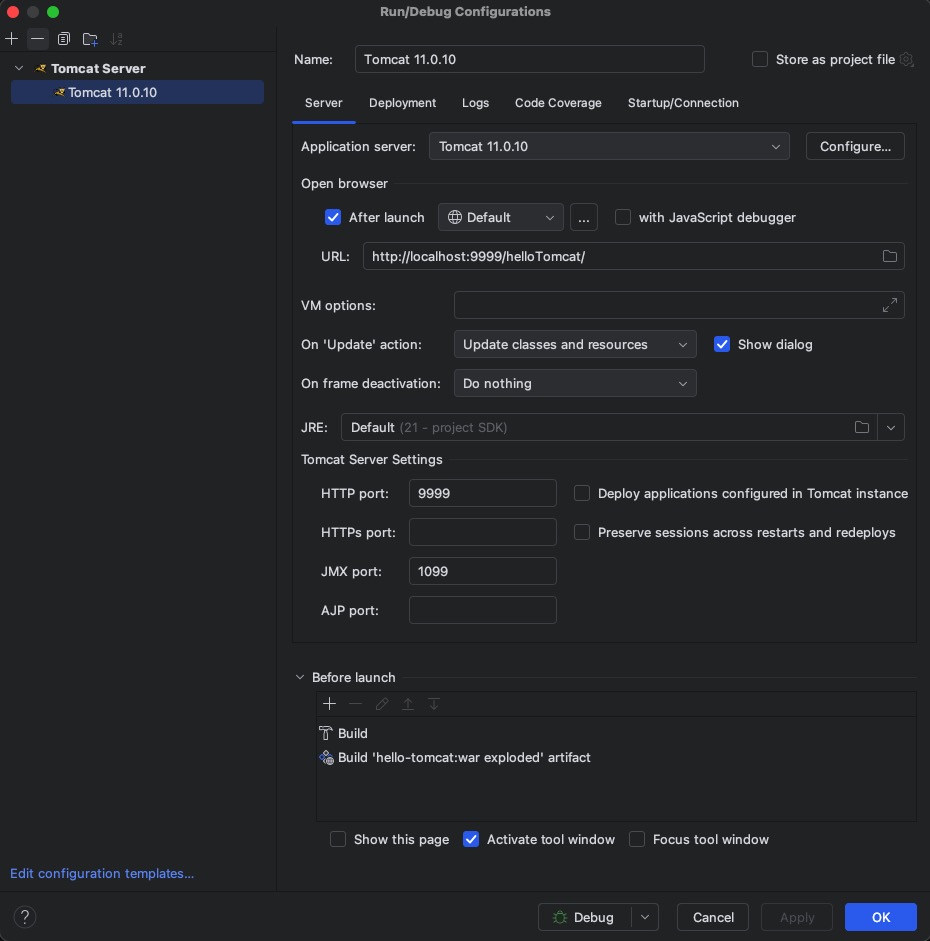 Run/Debug Configurations
Tomcat Server
Tomcat 11.0.10
Name: Tomcat 11.0.10 Store as project file
Server Deployment Logs Code Coverage Startup/Connection
Application server: Tomcat 11.0.10 Configure...
Open browser
After launch Default ... with JavaScript debugger
URL: http://localhost:9999/helloTomcat/
VM options:
On 'Update' action: Update classes and resources Show dialog
On frame deactivation: Do nothing
JRE: Default (21 - project SDK)
Tomcat Server Settings
HTTP port: 9999 Deploy applications configured in Tomcat instance
HTTPs port: Preserve sessions across restarts and redeploys
JMX port: 1099
AJP port:
Before launch
Build
Build 'hello-tomcat:war exploded' artifact
Show this page Activate tool window Focus tool window
Edit configuration templates...
? Debug Cancel Apply OK